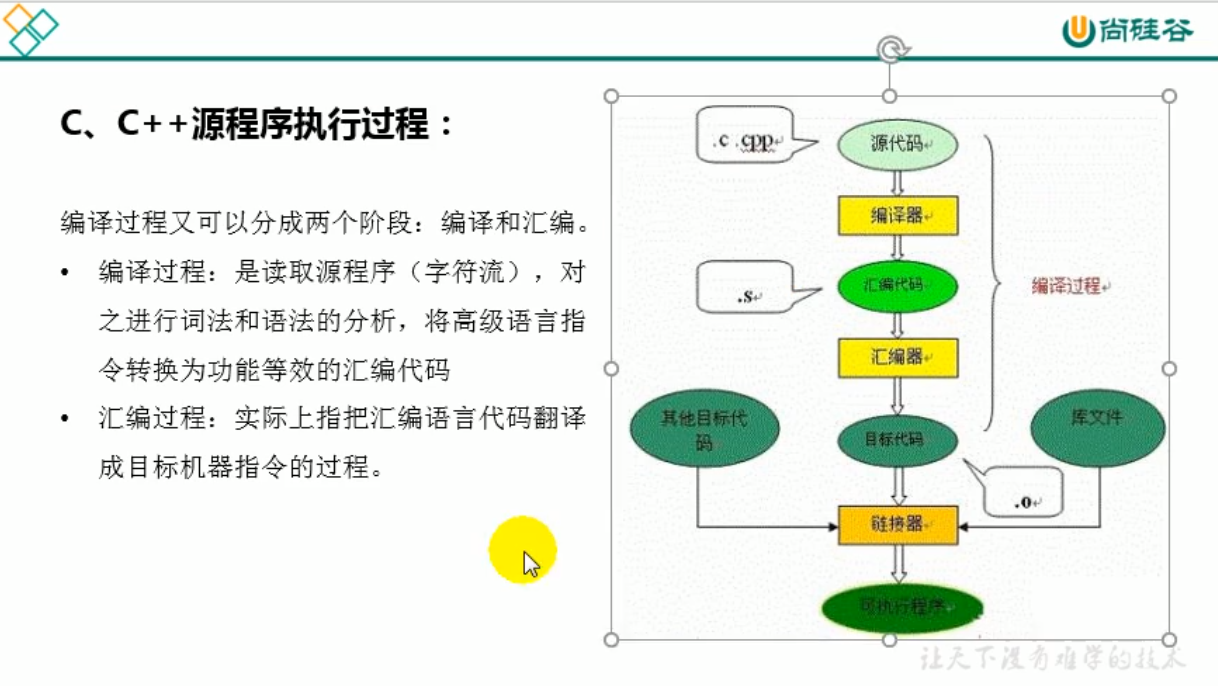 尚硅谷
C、C++源程序执行过程：
编译过程又可以分成两个阶段：编译和汇编。
• 编译过程：是读取源程序（字符流），对
之进行词法和语法的分析，将高级语言指
令转换为功能等效的汇编代码
• 汇编过程：实际上指把汇编语言代码翻译
成目标机器指令的过程。
.c .cpp
源代码
编译器
.s
汇编代码
编译过程
汇编器
其他目标代
码
目标代码
库文件
.o
链接器
可执行程序
让天下没有难学的技术